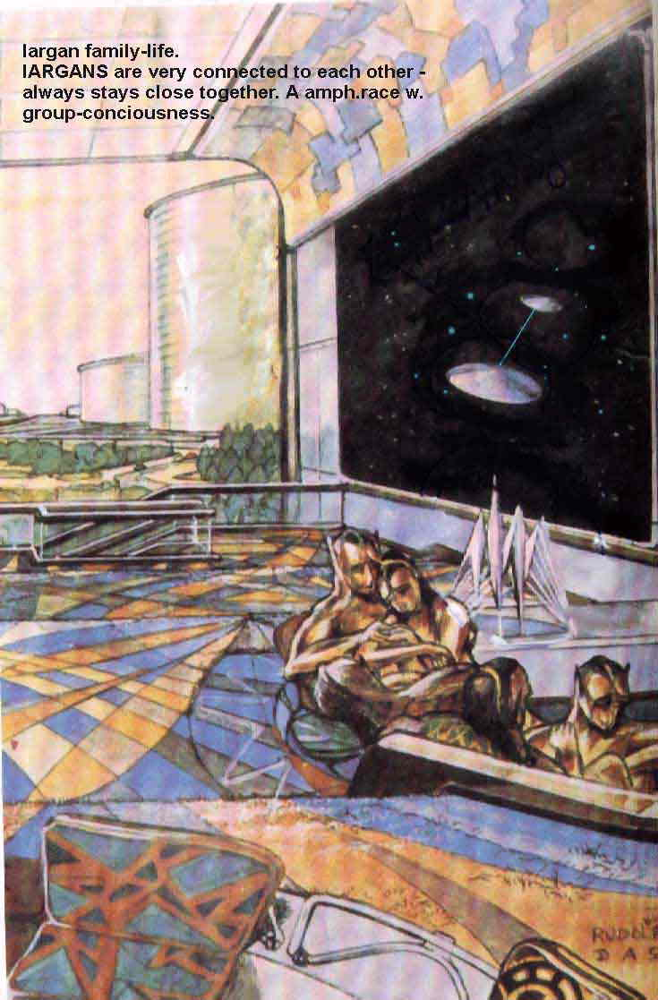 Iargan family-life.
IARGANS are very connected to each other -
always stays close together. A amph.race w.
group-conciousness.
RUDOLF
DAS